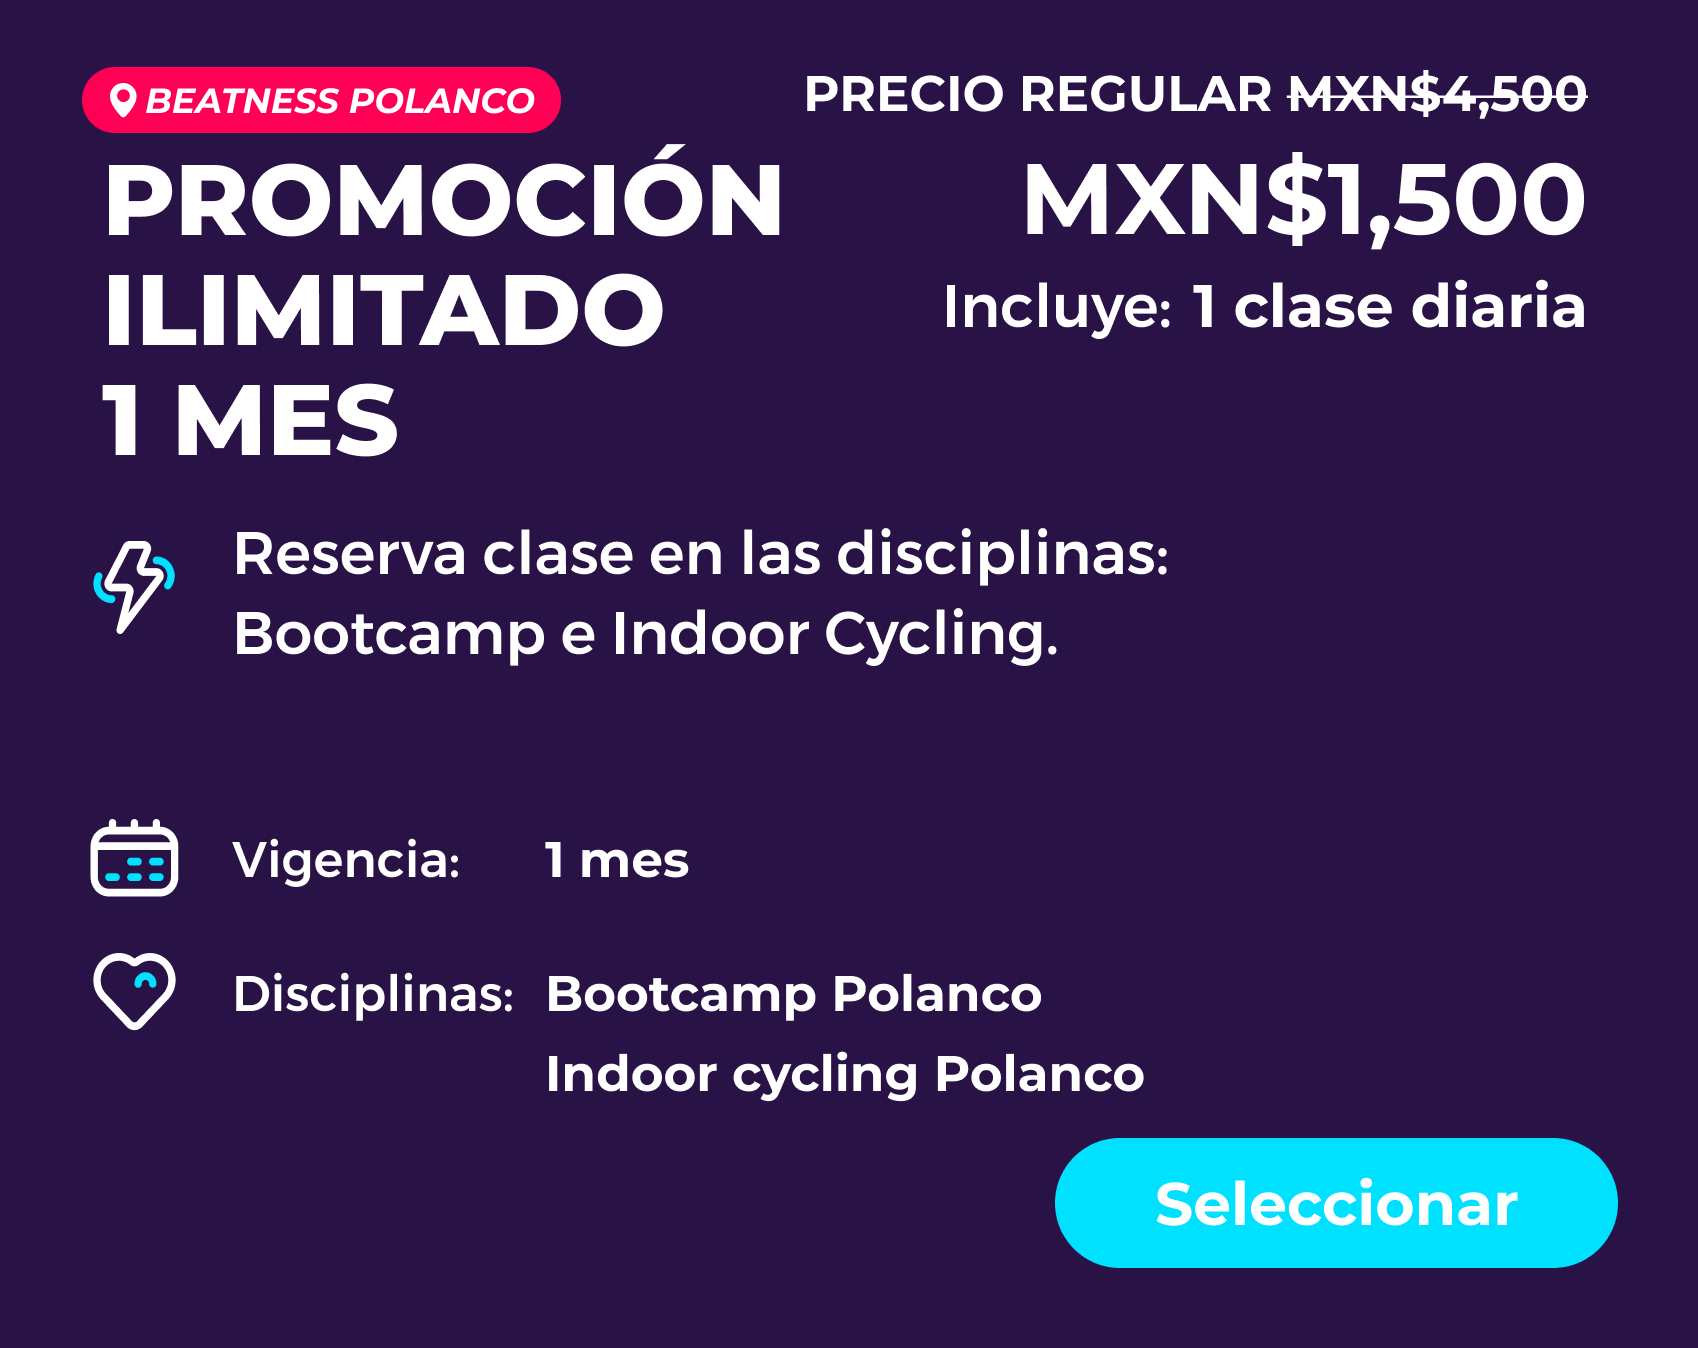 BEATNESS POLANCO
PRECIO REGULAR MXN$4,500
PROMOCIÓN
ILIMITADO
1 MES
MXN$1,500
Incluye: 1 clase diaria
Reserva clase en las disciplinas:
Bootcamp e Indoor Cycling.
Vigencia: 1 mes
Disciplinas: Bootcamp Polanco
Indoor cycling Polanco
Seleccionar